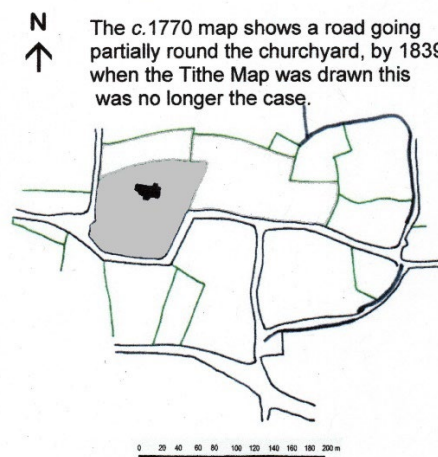 N
The c.1770 map shows a road going
partially round the churchyard, by 1839
when the Tithe Map was drawn this
was no longer the case.
0 20 40 60 80 100 120 140 160 180 200 m